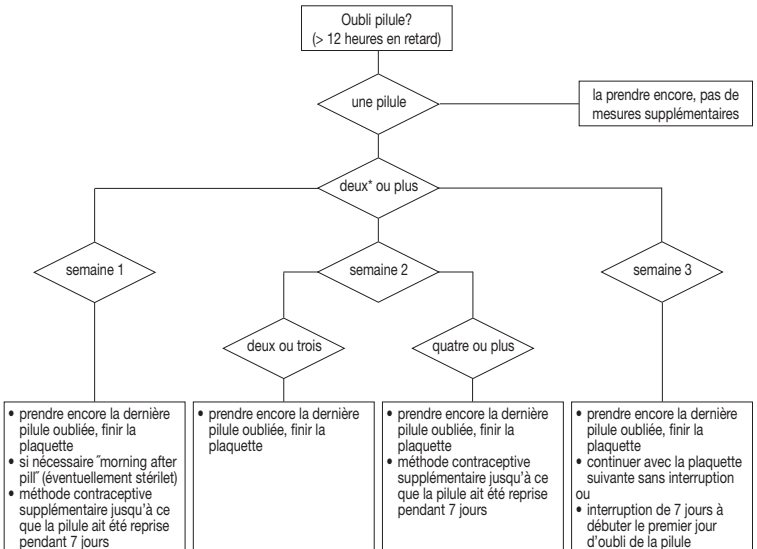 Oubli pilule?
(> 12 heures en retard)
une pilule
la prendre encore, pas de
mesures supplémentaires
deux* ou plus
semaine 1
semaine 2
semaine 3
deux ou trois
quatre ou plus
• prendre encore la dernière
pilule oubliée, finir la
plaquette
• si nécessaire ˝morning after
pill˝ (éventuellement stérilet)
• méthode contraceptive
supplémentaire jusqu'à ce
que la pilule ait été reprise
pendant 7 jours
• prendre encore la dernière
pilule oubliée, finir la
plaquette
• prendre encore la dernière
pilule oubliée, finir la
plaquette
• méthode contraceptive
supplémentaire jusqu'à ce
que la pilule ait été reprise
pendant 7 jours
• prendre encore la dernière
pilule oubliée, finir la
plaquette
• continuer avec la plaquette
suivante sans interruption
ou
• interruption de 7 jours à
débuter le premier jour
d'oubli de la pilule